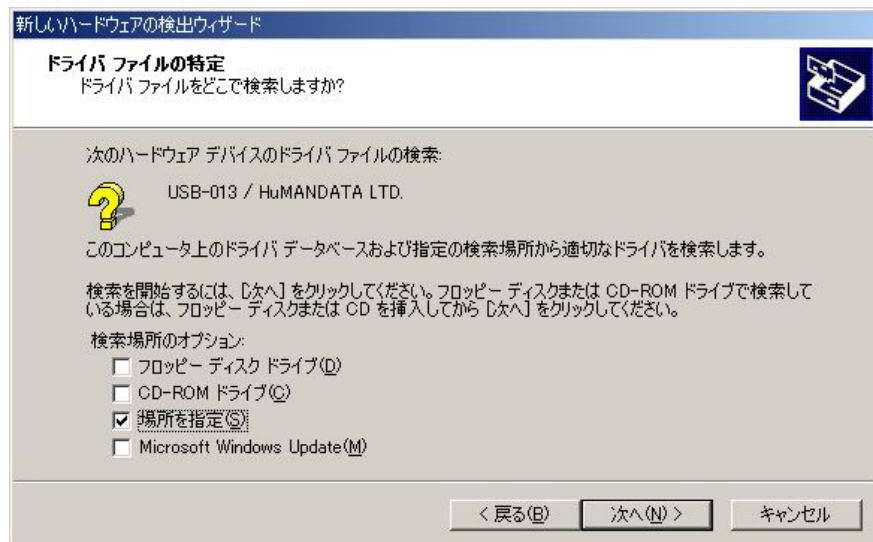 新しいハードウェアの検出ウィザード
ドライバ ファイルの特定
ドライバ ファイルをどこで検索しますか?
次のハードウェア デバイスのドライバ ファイルの検索:
USB-013 / HuMANDATA LTD.
このコンピュータ上のドライバ データベースおよび指定の検索場所から適切なドライバを検索します。
検索を開始するには、[次へ] をクリックしてください。フロッピー ディスクまたは CD-ROM ドライブで検索して
いる場合は、フロッピー ディスクまたは CD を挿入してから [次へ] をクリックしてください。
検索場所のオプション:
フロッピー ディスク ドライブ(D)
CD-ROM ドライブ(C)
場所を指定(S)
Microsoft Windows Update(M)
< 戻る(B)
次へ(N) >
キャンセル